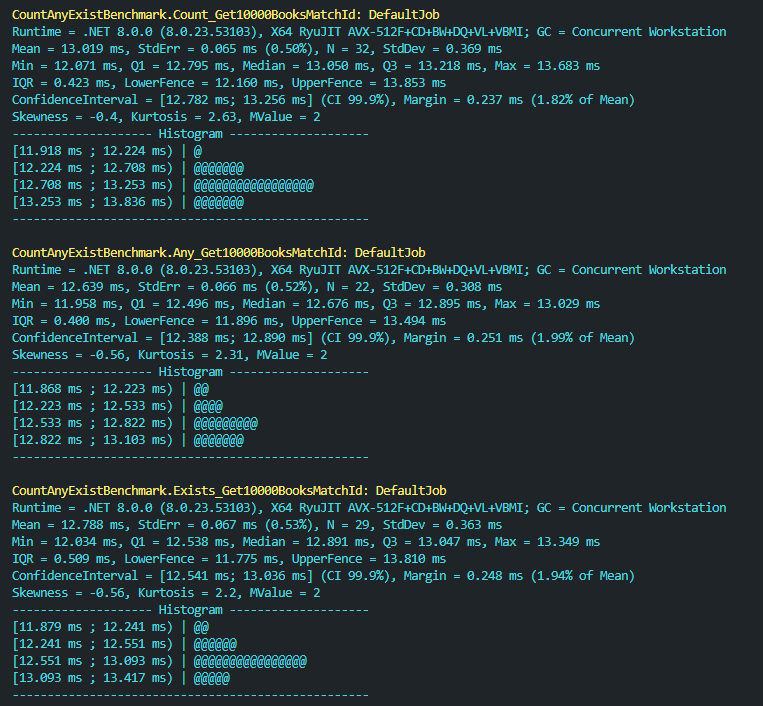 CountAnyExistBenchmark.Count_Get10000BooksMatchId: DefaultJob
Runtime = .NET 8.0.0 (8.0.23.53103), X64 RyuJIT AVX-512F+CD+BW+DQ+VL+VBMI; GC = Concurrent Workstation
Mean = 13.019 ms, StdErr = 0.065 ms (0.50%), N = 32, StdDev = 0.369 ms
Min = 12.071 ms, Q1 = 12.795 ms, Median = 13.050 ms, Q3 = 13.218 ms, Max = 13.683 ms
IQR = 0.423 ms, LowerFence = 12.160 ms, UpperFence = 13.853 ms
ConfidenceInterval = [12.782 ms; 13.256 ms] (CI 99.9%), Margin = 0.237 ms (1.82% of Mean)
Skewness = -0.4, Kurtosis = 2.63, MValue = 2
-------------------- Histogram --------------------
[11.918 ms ; 12.224 ms) | @
[12.224 ms ; 12.708 ms) | @@@@@@@
[12.708 ms ; 13.253 ms) | @@@@@@@@@@@@@@@@@
[13.253 ms ; 13.836 ms) | @@@@@@@
---------------------------------------------------
CountAnyExistBenchmark.Any_Get10000BooksMatchId: DefaultJob
Runtime = .NET 8.0.0 (8.0.23.53103), X64 RyuJIT AVX-512F+CD+BW+DQ+VL+VBMI; GC = Concurrent Workstation
Mean = 12.639 ms, StdErr = 0.066 ms (0.52%), N = 22, StdDev = 0.308 ms
Min = 11.958 ms, Q1 = 12.496 ms, Median = 12.676 ms, Q3 = 12.895 ms, Max = 13.029 ms
IQR = 0.400 ms, LowerFence = 11.896 ms, UpperFence = 13.494 ms
ConfidenceInterval = [12.388 ms; 12.890 ms] (CI 99.9%), Margin = 0.251 ms (1.99% of Mean)
Skewness = -0.56, Kurtosis = 2.31, MValue = 2
-------------------- Histogram --------------------
[11.868 ms ; 12.223 ms) | @@
[12.223 ms ; 12.533 ms) | @@@@
[12.533 ms ; 12.822 ms) | @@@@@@@@@
[12.822 ms ; 13.103 ms) | @@@@@@@
---------------------------------------------------
CountAnyExistBenchmark.Exists_Get10000BooksMatchId: DefaultJob
Runtime = .NET 8.0.0 (8.0.23.53103), X64 RyuJIT AVX-512F+CD+BW+DQ+VL+VBMI; GC = Concurrent Workstation
Mean = 12.788 ms, StdErr = 0.067 ms (0.53%), N = 29, StdDev = 0.363 ms
Min = 12.034 ms, Q1 = 12.538 ms, Median = 12.891 ms, Q3 = 13.047 ms, Max = 13.349 ms
IQR = 0.509 ms, LowerFence = 11.775 ms, UpperFence = 13.810 ms
ConfidenceInterval = [12.541 ms; 13.036 ms] (CI 99.9%), Margin = 0.248 ms (1.94% of Mean)
Skewness = -0.56, Kurtosis = 2.2, MValue = 2
-------------------- Histogram --------------------
[11.879 ms ; 12.241 ms) | @@
[12.241 ms ; 12.551 ms) | @@@@@@
[12.551 ms ; 13.093 ms) | @@@@@@@@@@@@@@@@
[13.093 ms ; 13.417 ms) | @@@@@
---------------------------------------------------